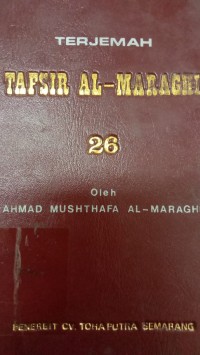 TERJEMAH
TAFSIR AL-MARAGHI
26
Oleh
AHMAD MUSHTHAFA AL-MARAGHI
PENERBIT CV. TOHA PUTRA SEMARANG